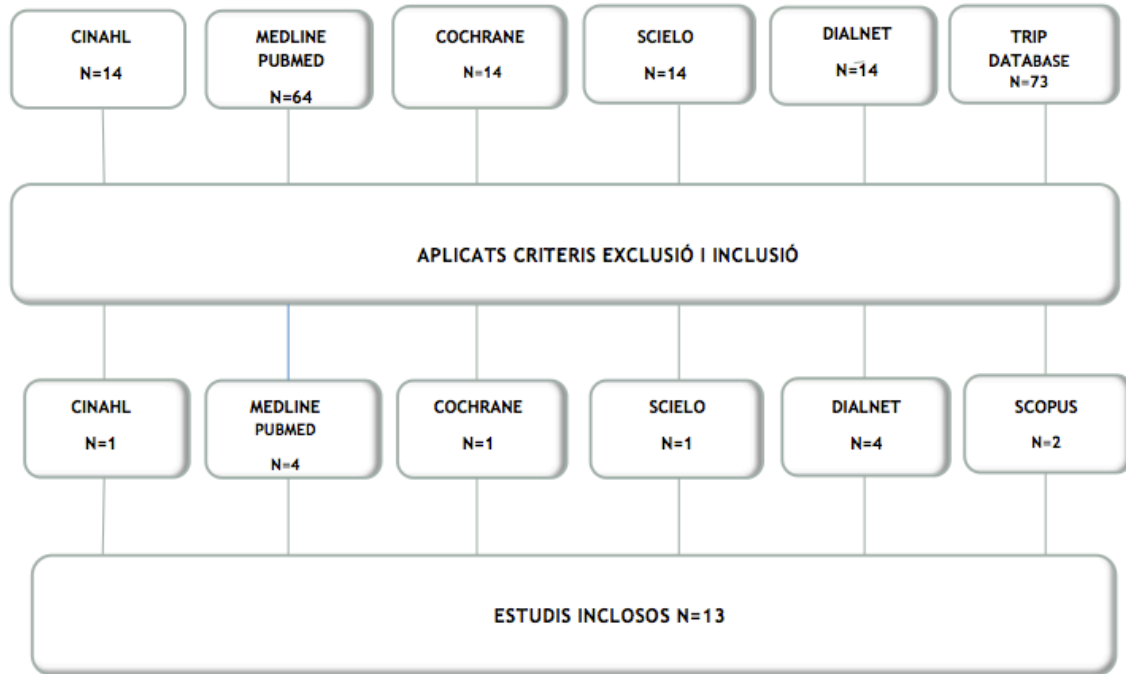 CINAHL
N=14
MEDLINE
PUBMED
N=64
COCHRANE
N=14
SCIELO
N=14
DIALNET
N=14
TRIP
DATABASE
N=73
APLICATS CRITERIS EXCLUSIÓ I INCLUSIÓ
CINAHL
N=1
MEDLINE
PUBMED
N=4
COCHRANE
N=1
SCIELO
N=1
DIALNET
N=4
SCOPUS
N=2
ESTUDIS INCLOSOS N=13